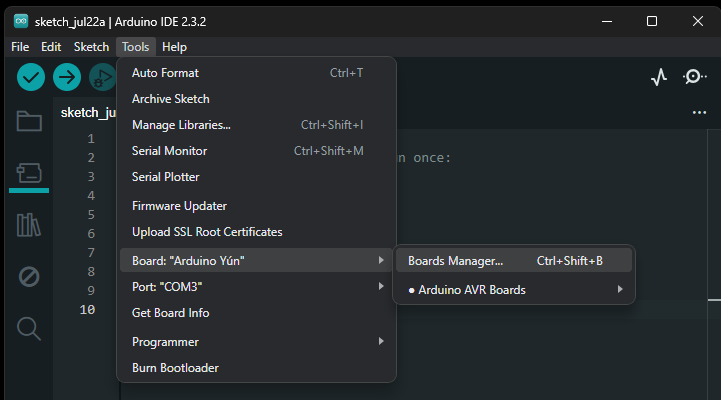 sketch_jul22a | Arduino IDE 2.3.2
File Edit Sketch Tools Help
sketch_ju
Auto Format Ctrl+T
Archive Sketch
Manage Libraries... Ctrl+Shift+I
Serial Monitor Ctrl+Shift+M
Serial Plotter
Firmware Updater
Upload SSL Root Certificates
Board: "Arduino Yún"
Port: "COM3"
Get Board Info
Programmer
Burn Bootloader
Boards Manager... Ctrl+Shift+B
● Arduino AVR Boards
1
2 n once:
3
4
5
6
7
8
9
10